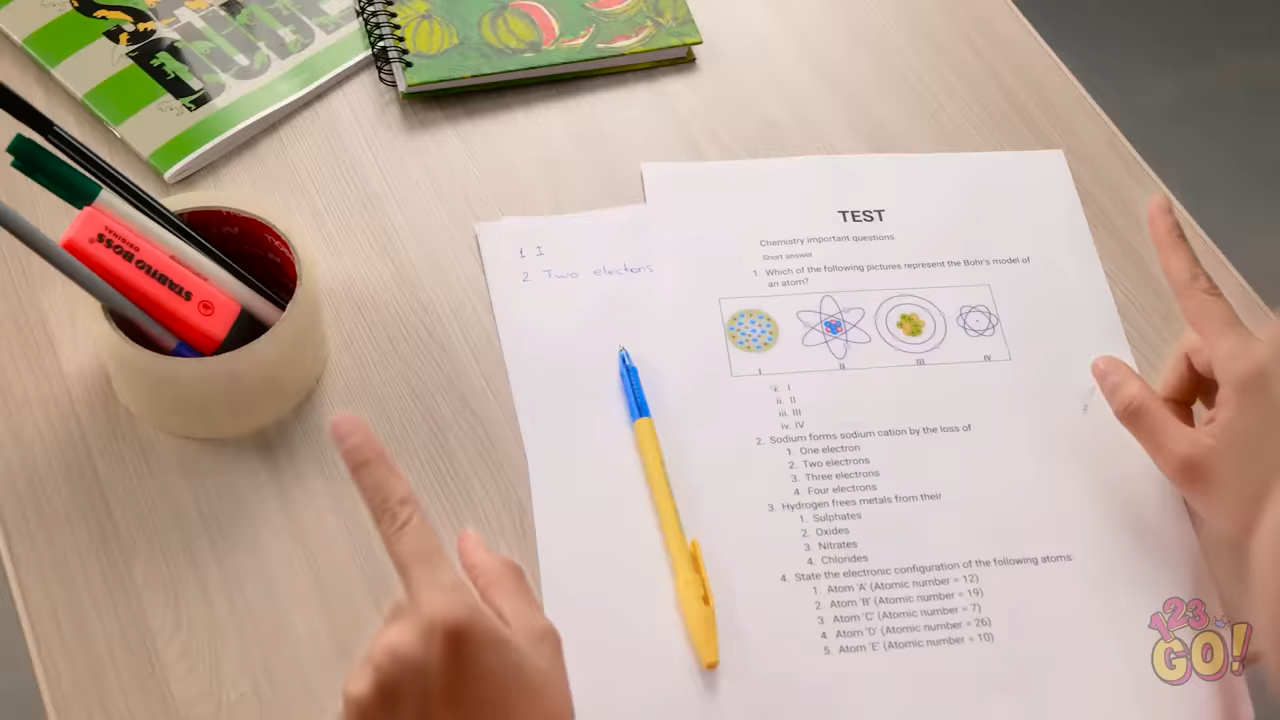 STABILO BOSS
ORIGINAL
1 I
2 Two electons
TEST
Chemistry important questions
Short answer
1. Which of the following pictures represent the Bohr's model of
an atom?
I II III IV
i. I
ii. II
iii. III
iv. IV
2. Sodium forms sodium cation by the loss of
1. One electron
2. Two electrons
3. Three electrons
4. Four electrons
3. Hydrogen frees metals from their
1. Sulphates
2. Oxides
3. Nitrates
4. Chlorides
4. State the electronic configuration of the following atoms:
1. Atom 'A' (Atomic number = 12)
2. Atom 'B' (Atomic number = 19)
3 Atom 'C' (Atomic number = 7)
4. Atom 'D' (Atomic number = 26)
5. Atom 'E' (Atomic number = 10)
123
GO!